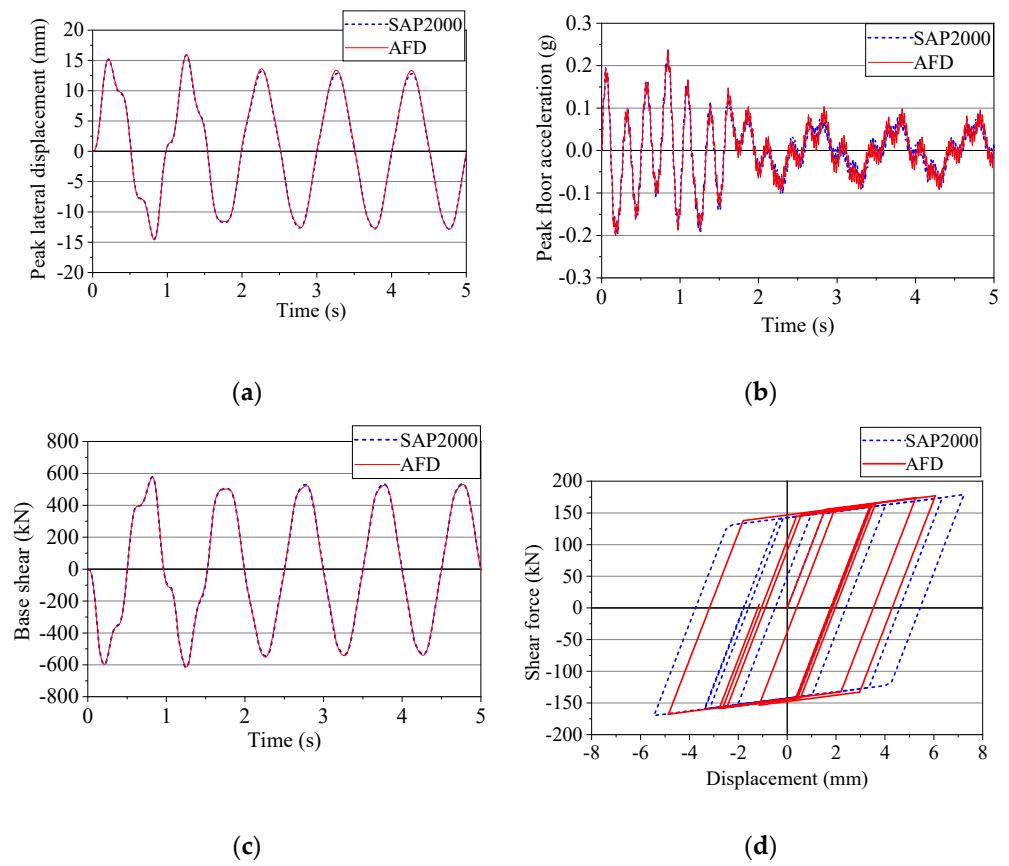 SAP2000
AFD
Peak lateral displacement (mm)
20
15
10
5
0
-5
-10
-15
-20
0 1 2 3 4 5
Time (s)
(a)
SAP2000
AFD
Peak floor acceleration (g)
0.3
0.2
0.1
0.0
-0.1
-0.2
-0.3
0 1 2 3 4 5
Time (s)
(b)
SAP2000
AFD
Base shear (kN)
800
600
400
200
0
-200
-400
-600
-800
0 1 2 3 4 5
Time (s)
(c)
SAP2000
AFD
Shear force (kN)
200
150
100
50
0
-50
-100
-150
-200
-8 -6 -4 -2 0 2 4 6 8
Displacement (mm)
(d)